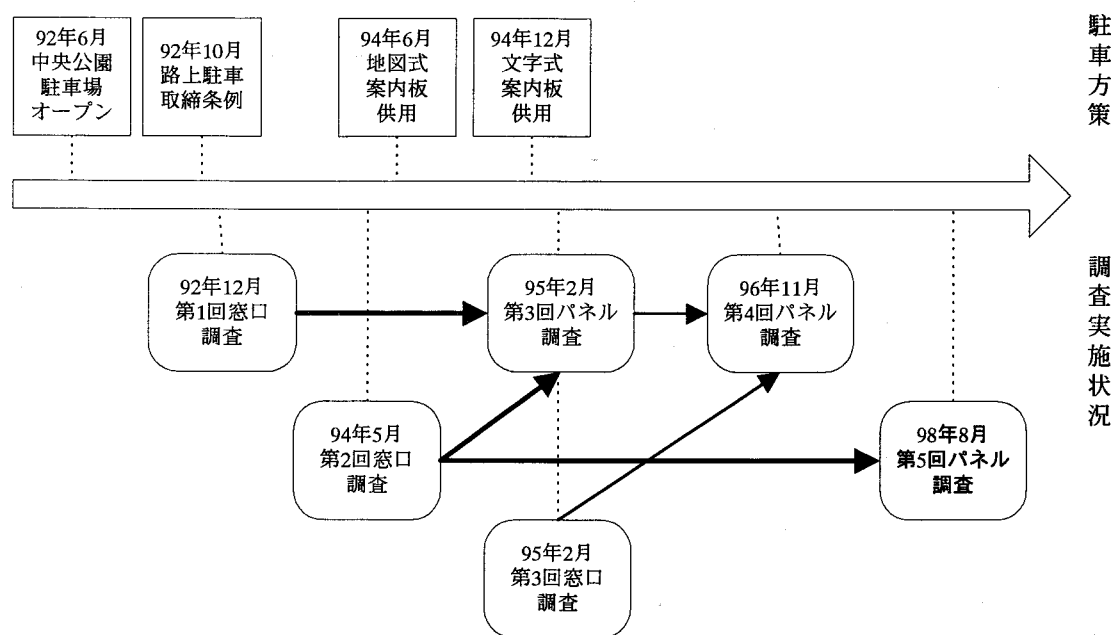 92年6月
中央公園
駐車場
オープン
92年10月
路上駐車
取締条例
94年6月
地図式
案内板
供用
94年12月
文字式
案内板
供用
駐車方策
92年12月
第1回窓口
調査
95年2月
第3回パネル
調査
96年11月
第4回パネル
調査
94年5月
第2回窓口
調査
98年8月
第5回パネル
調査
95年2月
第3回窓口
調査
調査実施状況